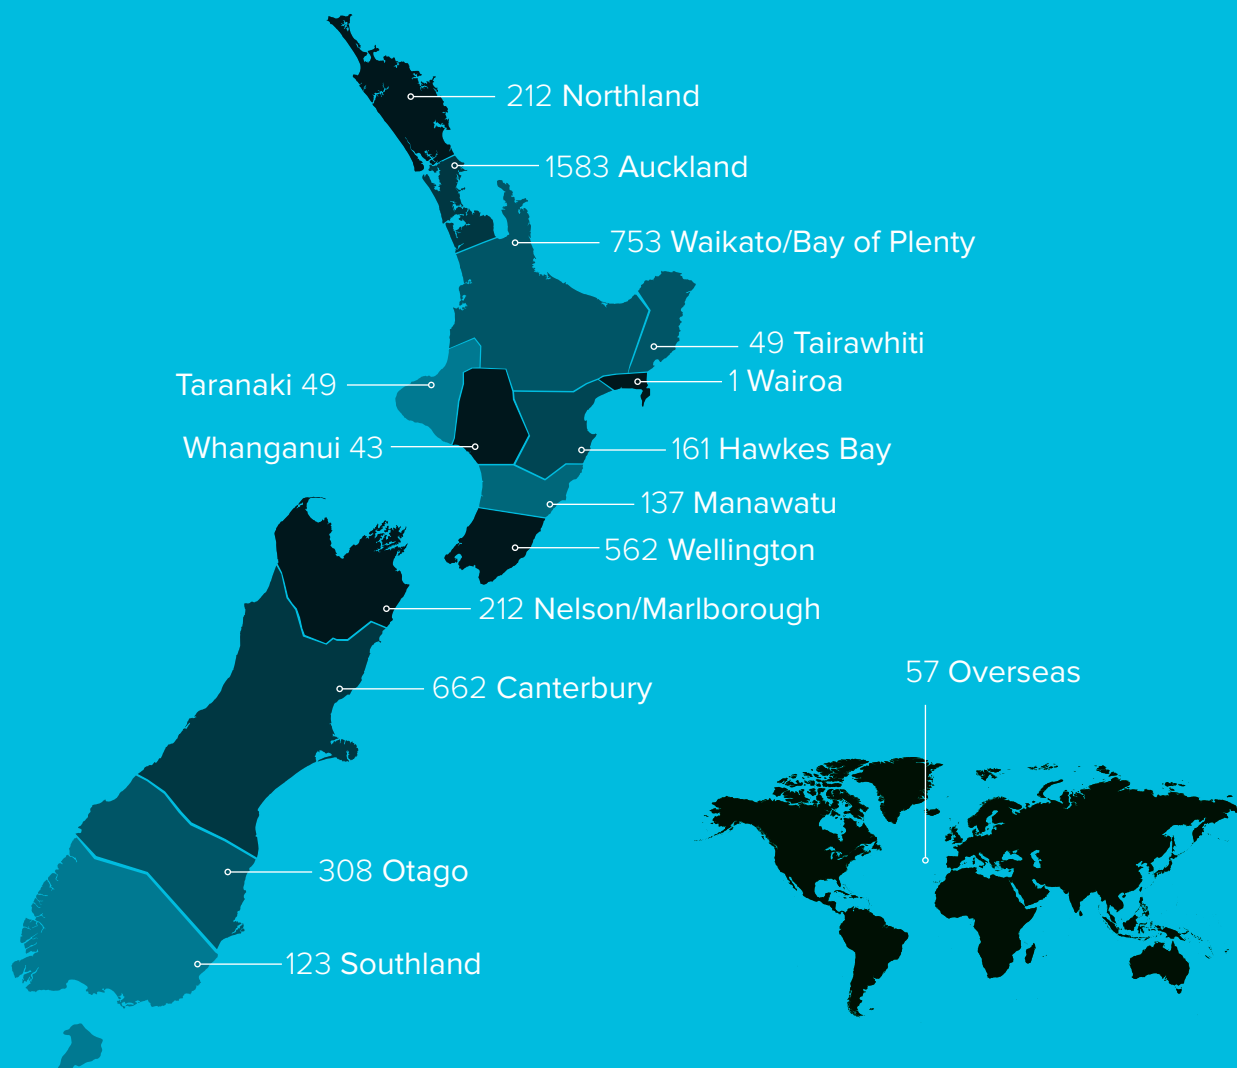 212 Northland
1583 Auckland
753 Waikato/Bay of Plenty
49 Tairawhiti
1 Wairoa
Taranaki 49
Whanganui 43
161 Hawkes Bay
137 Manawatu
562 Wellington
212 Nelson/Marlborough
662 Canterbury
57 Overseas
308 Otago
123 Southland